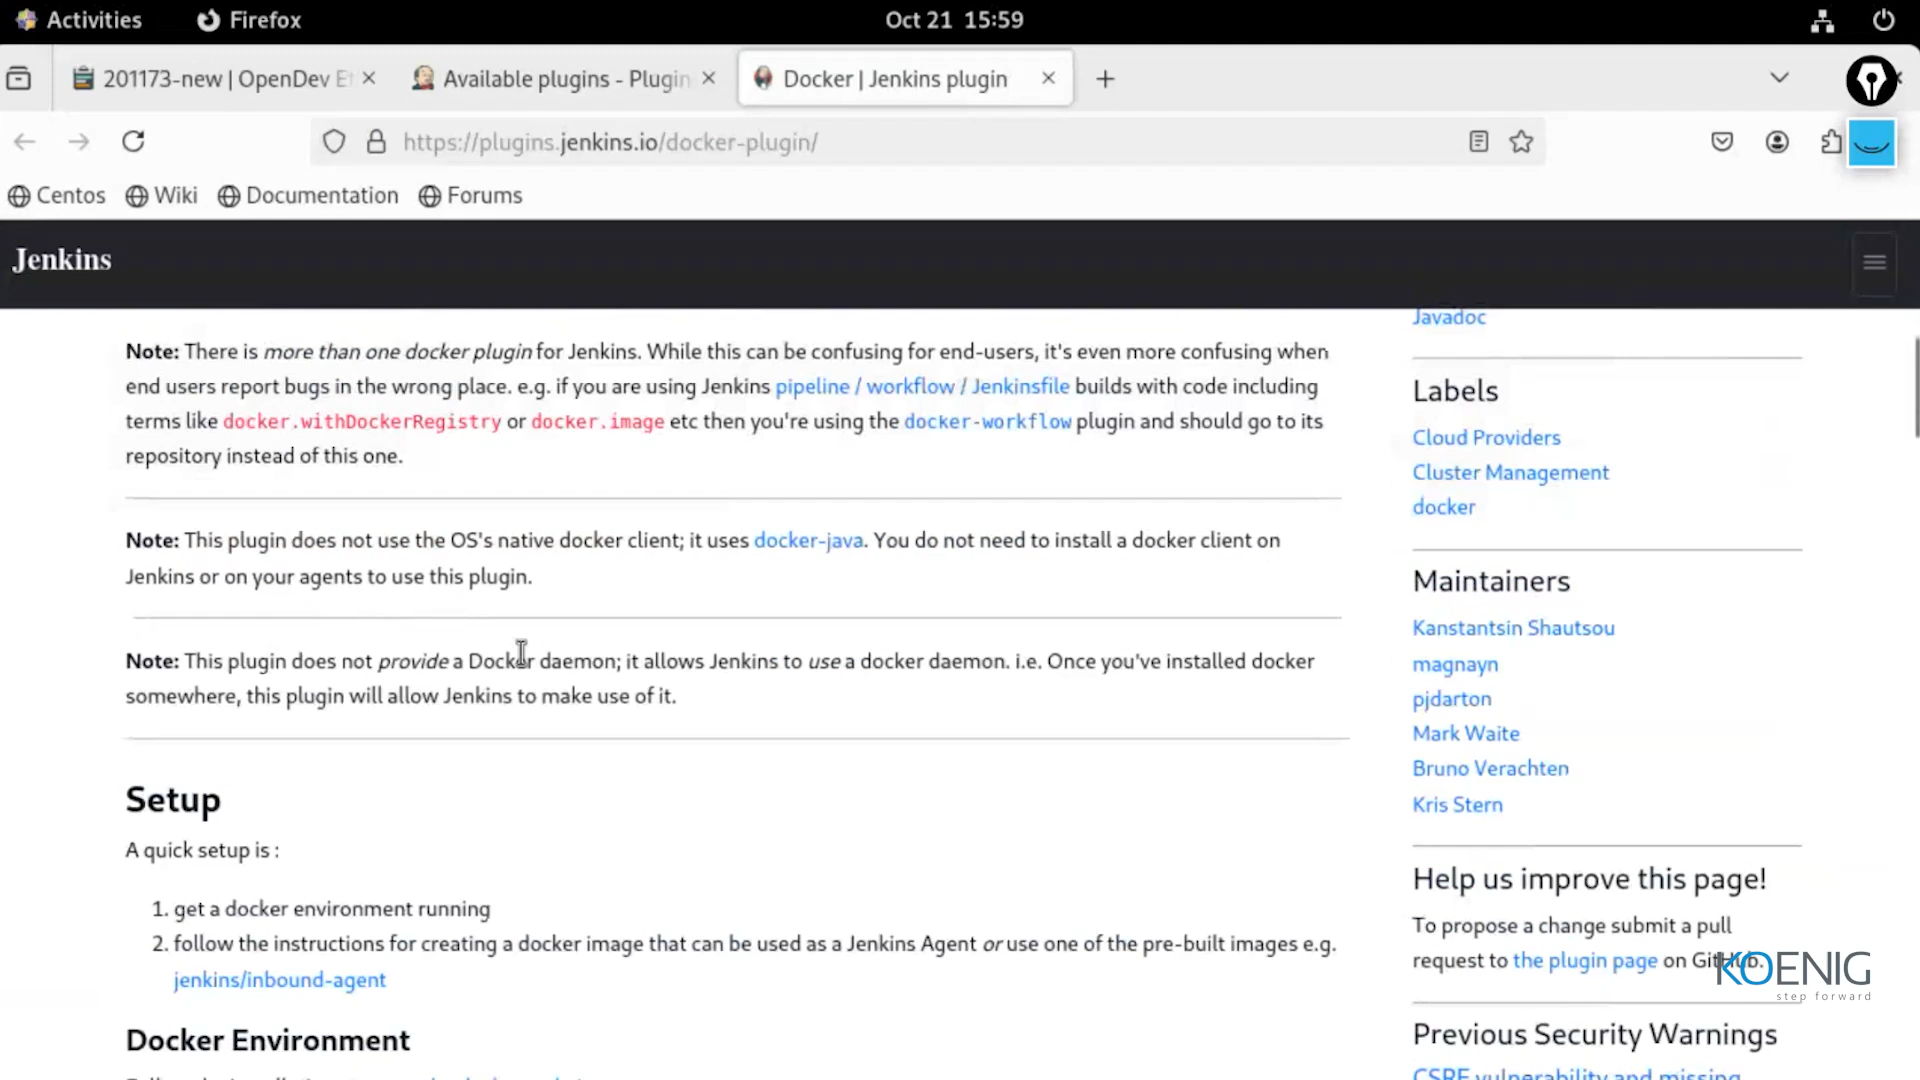 Activities
Firefox
Oct 21 15:59
201173-new | OpenDev Et
Available plugins - Plugin
Docker | Jenkins plugin
https://plugins.jenkins.io/docker-plugin/
Centos
Wiki
Documentation
Forums
Jenkins
Note: There is more than one docker plugin for Jenkins. While this can be confusing for end-users, it's even more confusing when
end users report bugs in the wrong place. e.g. if you are using Jenkins pipeline / workflow / Jenkinsfile builds with code including
terms like docker.withDockerRegistry or docker.image etc then you're using the docker-workflow plugin and should go to its
repository instead of this one.
Note: This plugin does not use the OS's native docker client; it uses docker-java. You do not need to install a docker client on
Jenkins or on your agents to use this plugin.
Note: This plugin does not provide a Docker daemon; it allows Jenkins to use a docker daemon. i.e. Once you've installed docker
somewhere, this plugin will allow Jenkins to make use of it.
Setup
A quick setup is :
1. get a docker environment running
2. follow the instructions for creating a docker image that can be used as a Jenkins Agent or use one of the pre-built images e.g.
jenkins/inbound-agent
Docker Environment
Javadoc
Labels
Cloud Providers
Cluster Management
docker
Maintainers
Kanstantsin Shautsou
magnayn
pjdarton
Mark Waite
Bruno Verachten
Kris Stern
Help us improve this page!
To propose a change submit a pull
request to the plugin page on GitHub.
KOENIG
step forward
Previous Security Warnings
CSRF vulnerability and missing